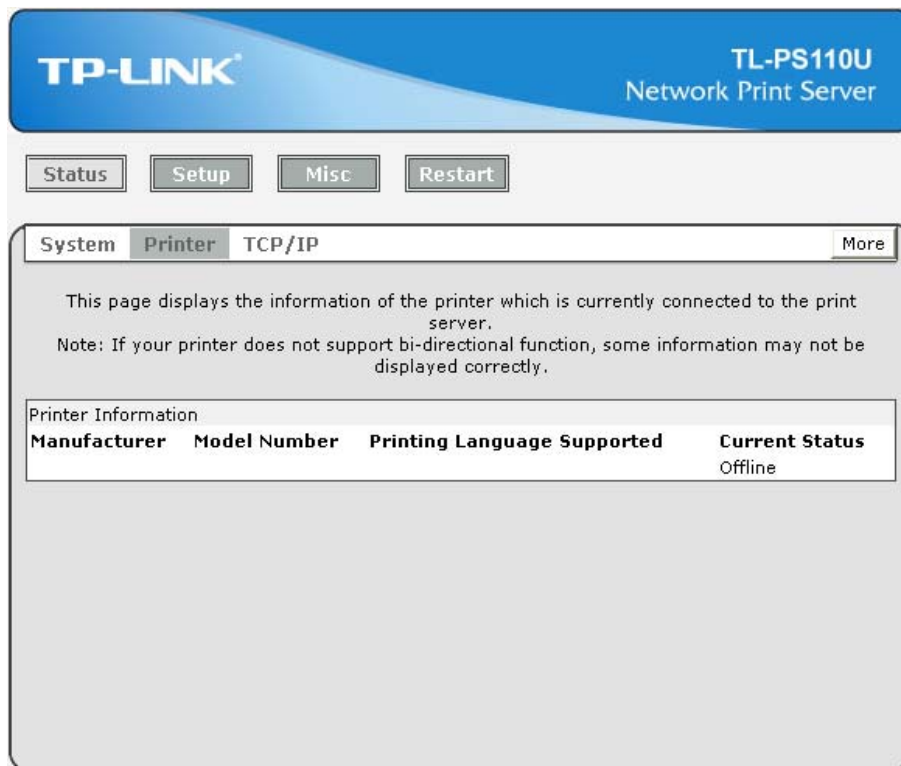 TP-LINK®
TL-PS110U
Network Print Server
Status Setup Misc Restart
System Printer TCP/IP More
This page displays the information of the printer which is currently connected to the print
server.
Note: If your printer does not support bi-directional function, some information may not be
displayed correctly.
Printer Information
Manufacturer Model Number Printing Language Supported Current Status
Offline